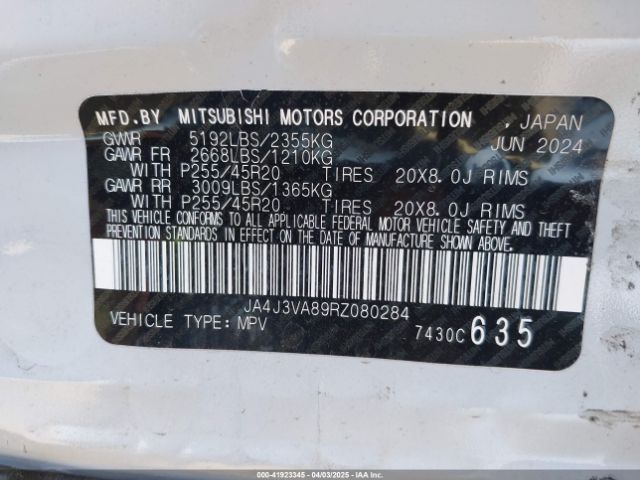 MFD.BY MITSUBISHI MOTORS CORPORATION , JAPAN
GVWR 5192LBS/2355KG JUN 2024
GAWR FR 2668LBS/1210KG
WITH P255/45R20 TIRES 20X8.0J RIMS
GAWR RR 3009LBS/1365KG
WITH P255/45R20 TIRES 20X8.0J RIMS
THIS VEHICLE CONFORMS TO ALL APPLICABLE FEDERAL MOTOR VEHICLE SAFETY AND THEFT
PREVENTION STANDARDS IN EFFECT ON THE DATE OF MANUFACTURE SHOWN ABOVE.
JA4J3VA89RZ080284
VEHICLE TYPE:MPV 7430C 635
000-41923345 - 04/03/2025 - IAAI.COM